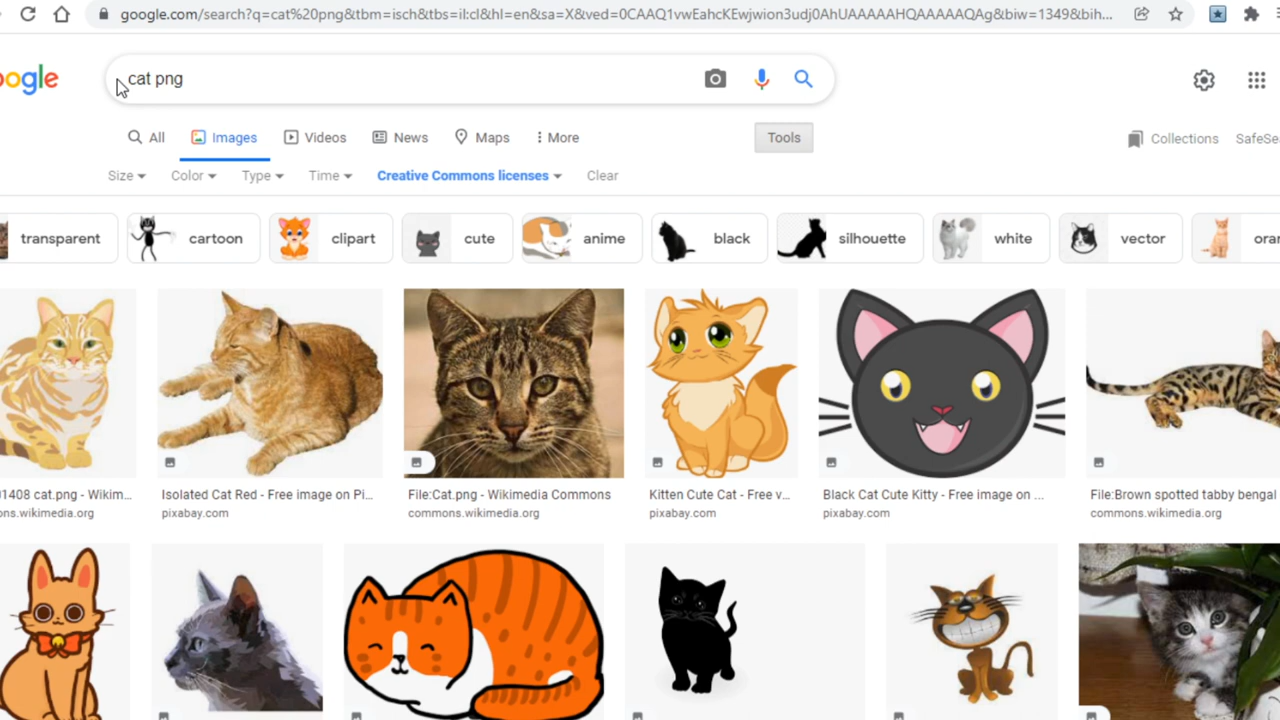 google.com/search?q=cat%20png&tbm=isch&tbs=il:cl&hl=en&sa=X&ved=0CAAQ1vwEahcKEwjwion3udj0AhUAAAAAHQAAAAAQAg&biw=1349&bih...
ogle
cat png
All Images Videos News Maps More Tools Collections SafeSea
Size Color Type Time Creative Commons licenses Clear
transparent cartoon clipart cute anime black silhouette white vector oran
01408 cat.png - Wikim... Isolated Cat Red - Free image on Pi... File:Cat.png - Wikimedia Commons Kitten Cute Cat - Free v... Black Cat Cute Kitty - Free image on ... File:Brown spotted tabby bengal
ons.wikimedia.org pixabay.com commons.wikimedia.org pixabay.com pixabay.com commons.wikimedia.org